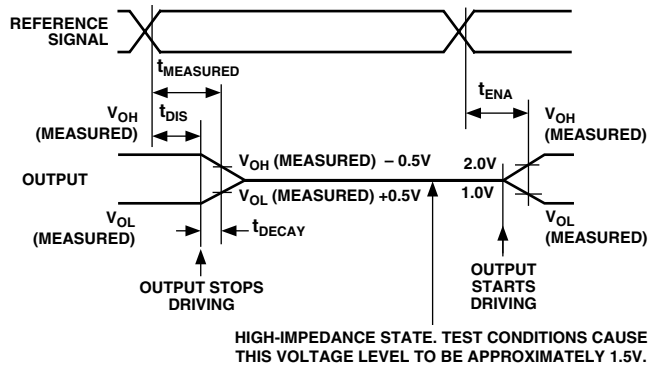 REFERENCE
SIGNAL
tMEASURED
tENA
VOH
(MEASURED)
tDIS
VOH
(MEASURED)
VOH (MEASURED) – 0.5V
2.0V
OUTPUT
VOL (MEASURED) +0.5V
1.0V
VOL
(MEASURED)
tDECAY
VOL
(MEASURED)
OUTPUT STOPS
DRIVING
OUTPUT
STARTS
DRIVING
HIGH-IMPEDANCE STATE. TEST CONDITIONS CAUSE
THIS VOLTAGE LEVEL TO BE APPROXIMATELY 1.5V.